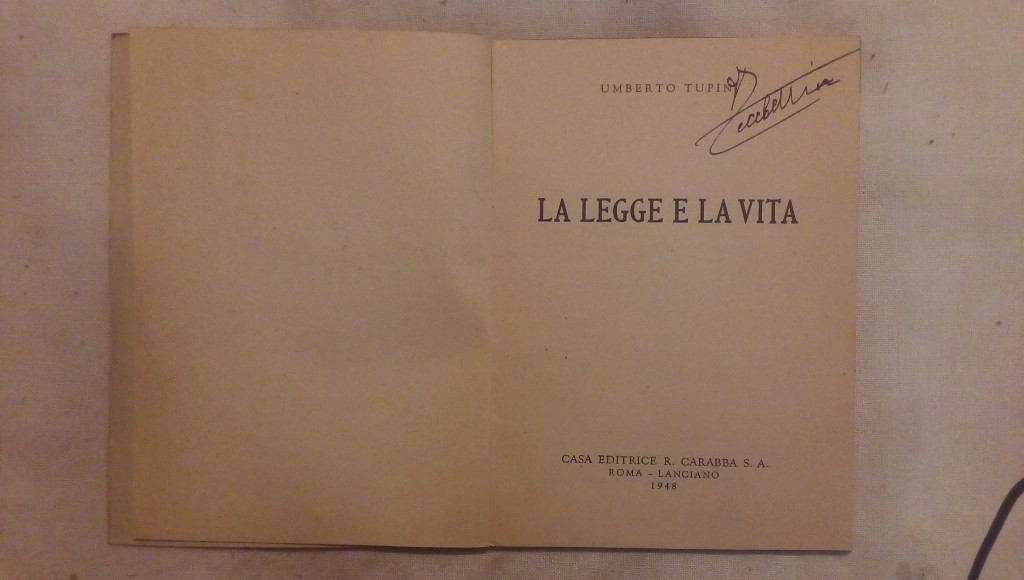 UMBERTO TUPINI
LA LEGGE E LA VITA
CASA EDITRICE R. CARABBA S. A.
ROMA – LANCIANO
1948